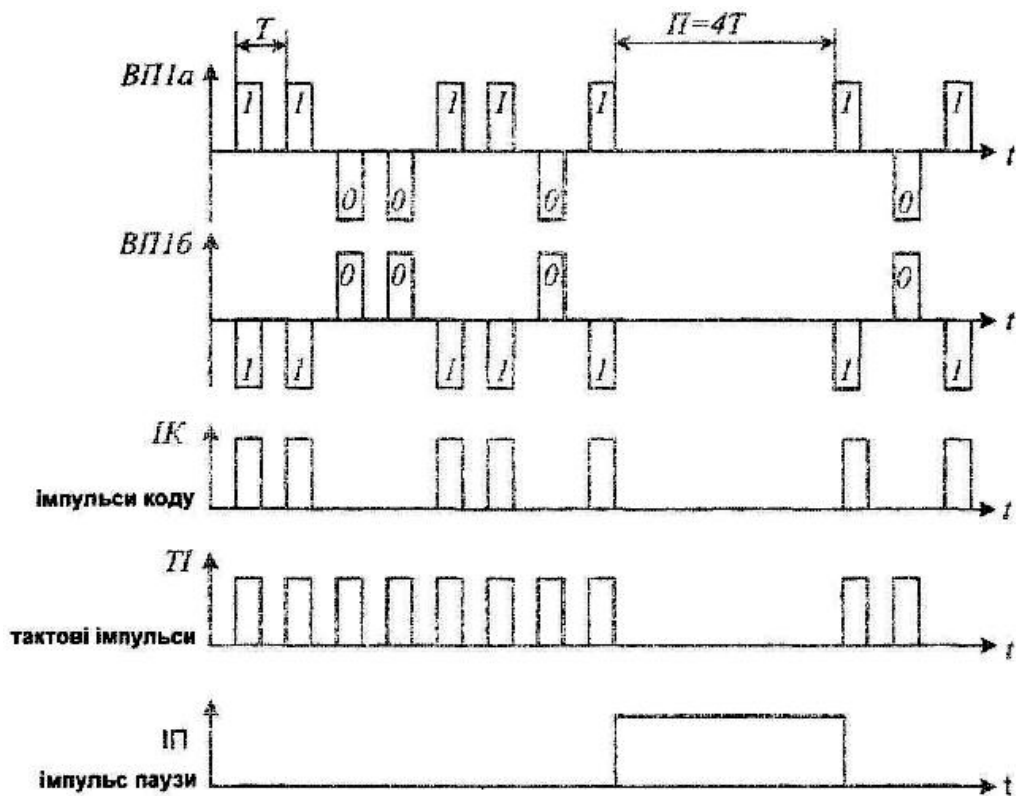 T П=4T
ВП1а
1 1 1 1 1 1 1
t
0 0 0 0
ВП1б
0 0 0 0
t
1 1 1 1 1 1 1
ІК
імпульси коду
t
ТІ
тактові імпульси
t
ІП
імпульс паузи
t